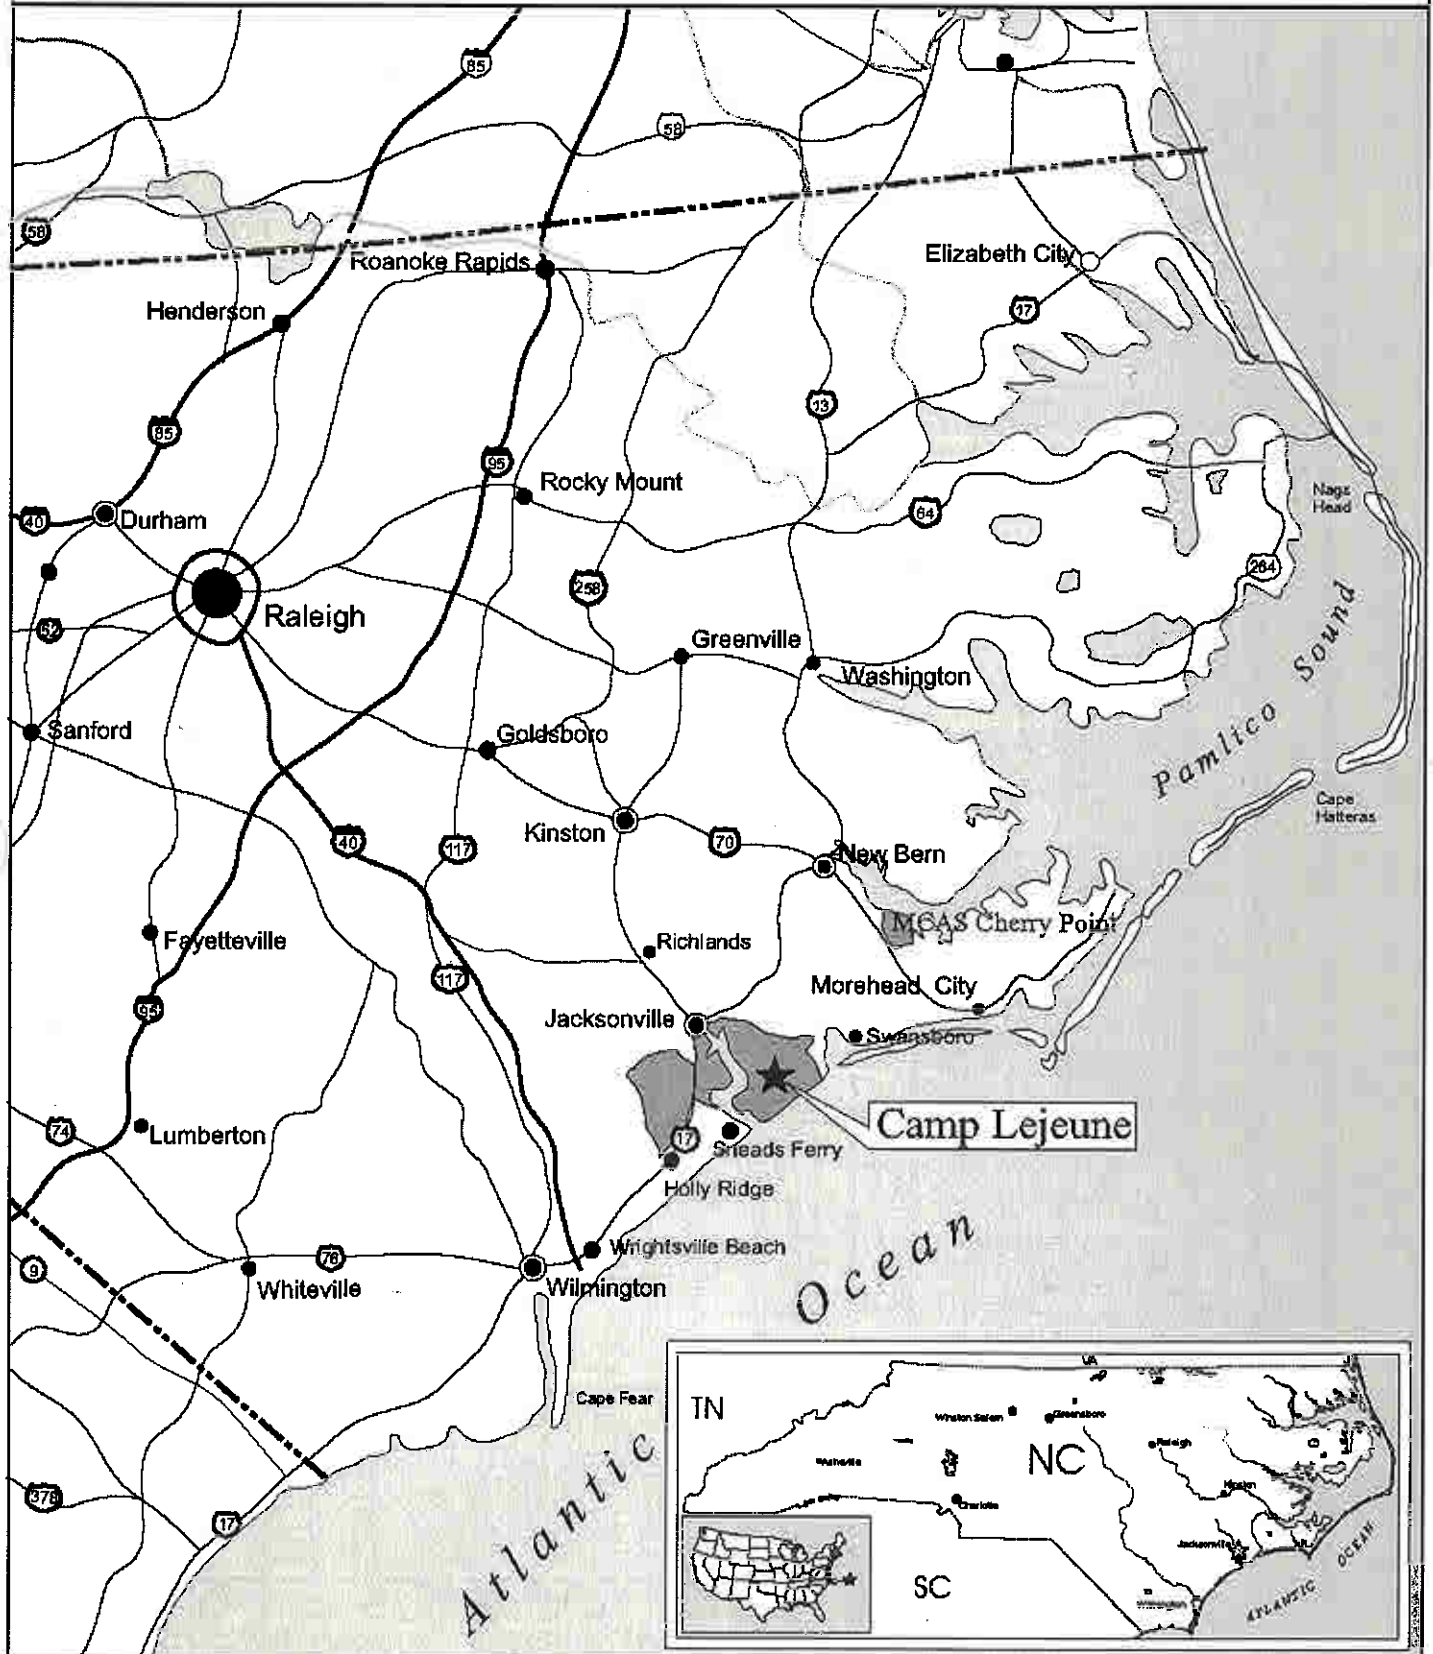 85
58
58
Roanoke Rapids
Elizabeth City
17
Henderson
13
85
95
Rocky Mount
Nags
Head
40
Durham
64
264
258
Raleigh
Greenville
Washington
Pamlico Sound
Sanford
Goldsboro
Cape
Hatteras
Kinston
40
117
70
New Bern
MCAS Cherry Point
Fayetteville
Richlands
117
Morehead City
95
Jacksonville
Swansboro
74
Lumberton
Camp Lejeune
17
Sneads Ferry
Holly Ridge
76
Wrightsville Beach
9
Whiteville
Wilmington
Atlantic Ocean
Cape Fear
378
17
TN
VA
Winston Salem
Greensboro
NC
Raleigh
Asheville
Charlotte
Kinston
Jacksonville
SC
Wilmington
ATLANTIC OCEAN